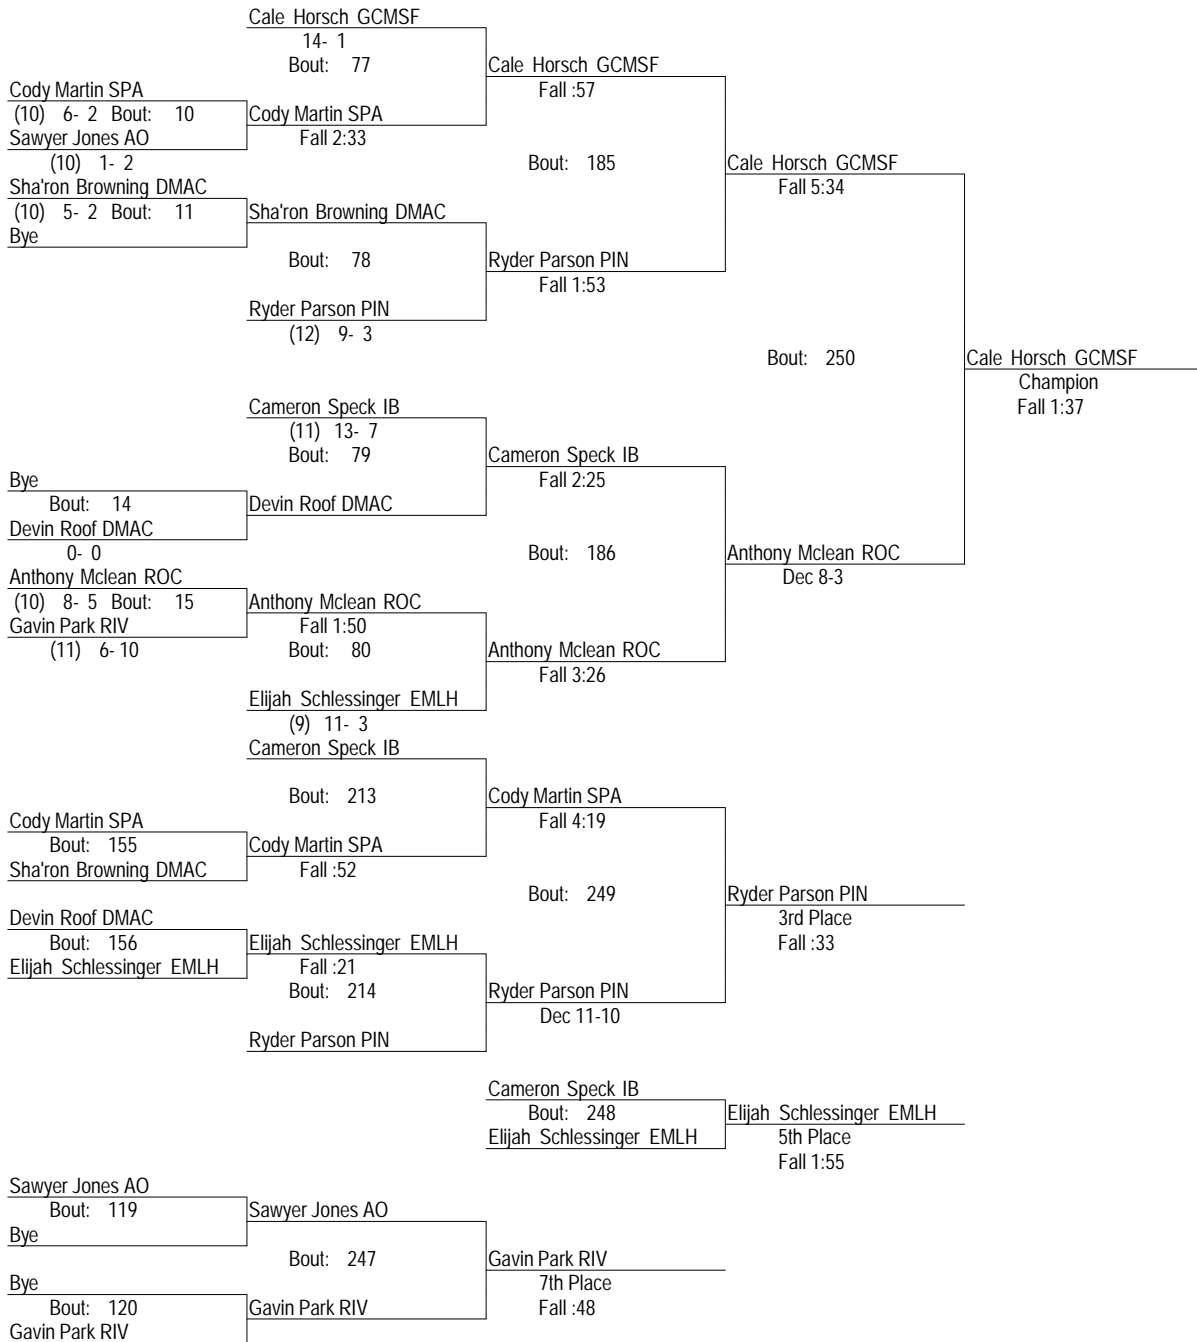 Cale Horsch GCMSF
14- 1
Bout: 77
Cale Horsch GCMSF
Fall :57
Cody Martin SPA
(10) 6- 2 Bout: 10
Cody Martin SPA
Fall 2:33
Sawyer Jones AO
(10) 1- 2
Bout: 185
Cale Horsch GCMSF
Fall 5:34
Sha'ron Browning DMAC
(10) 5- 2 Bout: 11
Sha'ron Browning DMAC
Bye
Bout: 78
Ryder Parson PIN
Fall 1:53
Ryder Parson PIN
(12) 9- 3
Bout: 250
Cale Horsch GCMSF
Champion
Fall 1:37
Cameron Speck IB
(11) 13- 7
Bout: 79
Cameron Speck IB
Fall 2:25
Bye
Bout: 14
Devin Roof DMAC
Devin Roof DMAC
0- 0
Bout: 186
Anthony Mclean ROC
Dec 8-3
Anthony Mclean ROC
(10) 8- 5 Bout: 15
Anthony Mclean ROC
Fall 1:50
Gavin Park RIV
(11) 6- 10
Bout: 80
Anthony Mclean ROC
Fall 3:26
Elijah Schlessinger EMLH
(9) 11- 3
Cameron Speck IB
Bout: 213
Cody Martin SPA
Fall 4:19
Cody Martin SPA
Bout: 155
Cody Martin SPA
Fall :52
Sha'ron Browning DMAC
Bout: 249
Ryder Parson PIN
3rd Place
Fall :33
Devin Roof DMAC
Bout: 156
Elijah Schlessinger EMLH
Fall :21
Elijah Schlessinger EMLH
Bout: 214
Ryder Parson PIN
Dec 11-10
Ryder Parson PIN
Cameron Speck IB
Bout: 248
Elijah Schlessinger EMLH
Elijah Schlessinger EMLH
5th Place
Fall 1:55
Sawyer Jones AO
Bout: 119
Sawyer Jones AO
Bye
Bout: 247
Gavin Park RIV
7th Place
Fall :48
Bye
Bout: 120
Gavin Park RIV
Gavin Park RIV